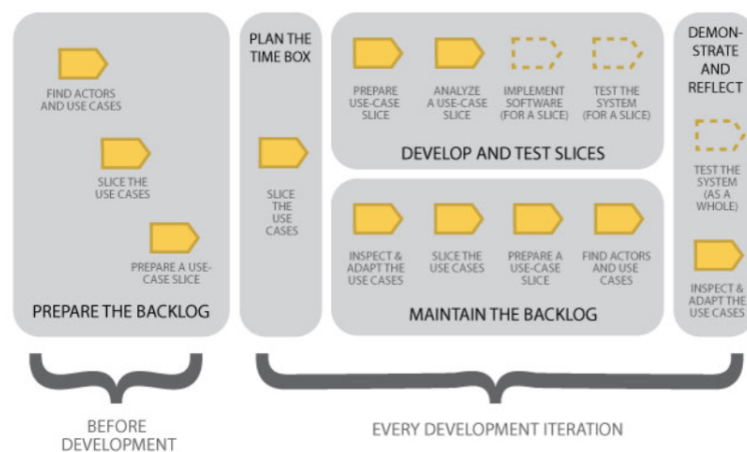 FIND ACTORS
AND USE CASES
SLICE THE
USE CASES
PREPARE A USE-
CASE SLICE
PREPARE THE BACKLOG
PLAN THE
TIME BOX
SLICE
THE
USE
CASES
PREPARE
USE-CASE
SLICE
ANALYZE
A USE-CASE
SLICE
IMPLEMENT
SOFTWARE
(FOR A SLICE)
TEST THE
SYSTEM
(FOR A SLICE)
DEVELOP AND TEST SLICES
INSPECT &
ADAPT THE
USE CASES
SLICE THE
USE CASES
PREPARE A
USE-CASE
SLICE
FIND ACTORS
AND USE
CASES
MAINTAIN THE BACKLOG
DEMON-
STRATE
AND
REFLECT
TEST THE
SYSTEM
(AS A
WHOLE)
INSPECT &
ADAPT THE
USE CASES
BEFORE
DEVELOPMENT
EVERY DEVELOPMENT ITERATION